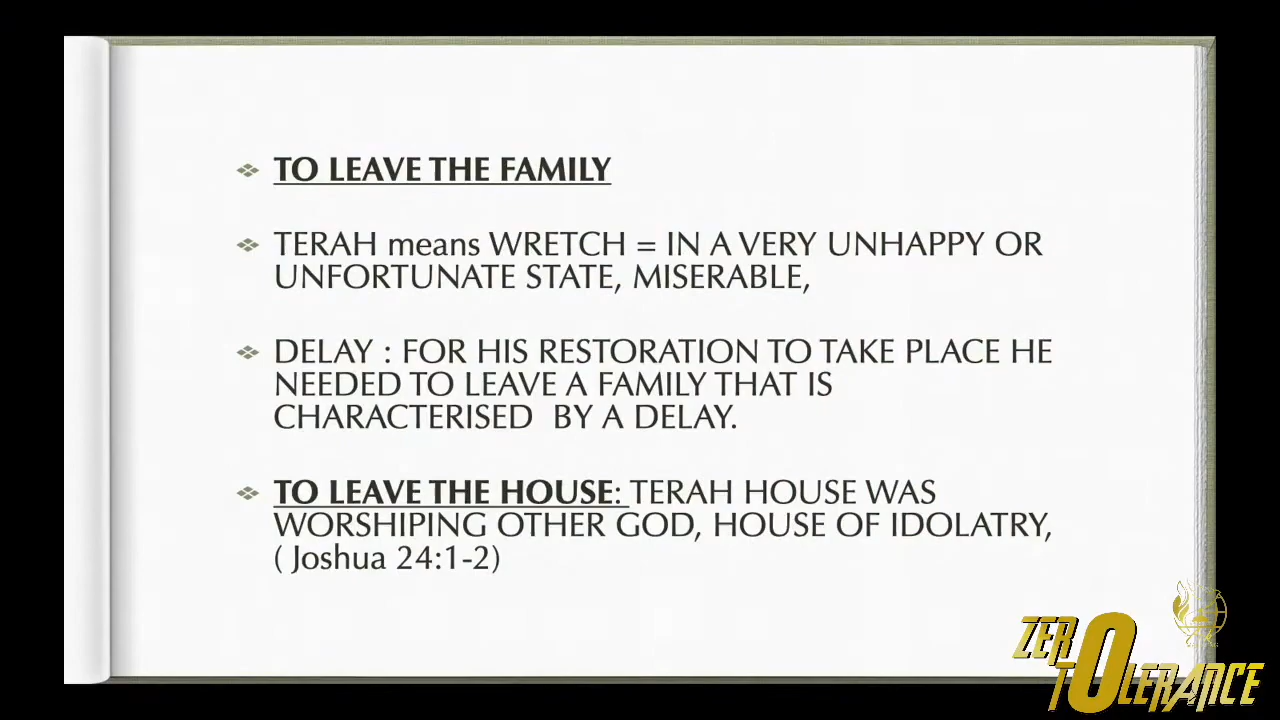 TO LEAVE THE FAMILY
TERAH means WRETCH = IN A VERY UNHAPPY OR
UNFORTUNATE STATE, MISERABLE,
DELAY : FOR HIS RESTORATION TO TAKE PLACE HE
NEEDED TO LEAVE A FAMILY THAT IS
CHARACTERISED BY A DELAY.
TO LEAVE THE HOUSE: TERAH HOUSE WAS
WORSHIPING OTHER GOD, HOUSE OF IDOLATRY,
( Joshua 24:1-2)
ZERO
TOLERANCE